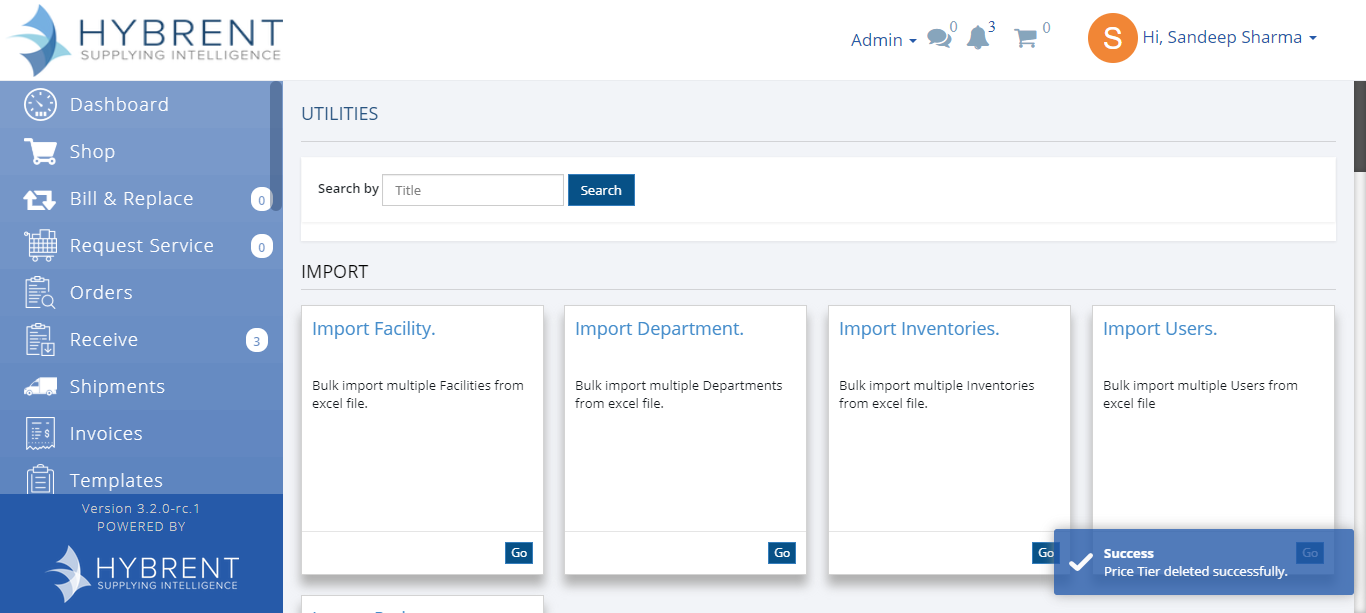 HYBRENT
SUPPLYING INTELLIGENCE
Admin
0
3
0
S
Hi, Sandeep Sharma
Dashboard
Shop
Bill & Replace
0
Request Service
0
Orders
Receive
3
Shipments
Invoices
$
Templates
Version 3.2.0-rc.1
POWERED BY
HYBRENT
SUPPLYING INTELLIGENCE
UTILITIES
Search by
Title
Search
IMPORT
Import Facility.
Bulk import multiple Facilities from
excel file.
Go
Import Department.
Bulk import multiple Departments
from excel file.
Go
Import Inventories.
Bulk import multiple Inventories
from excel file.
Go
Import Users.
Bulk import multiple Users from
excel file
Go
Success
Price Tier deleted successfully.